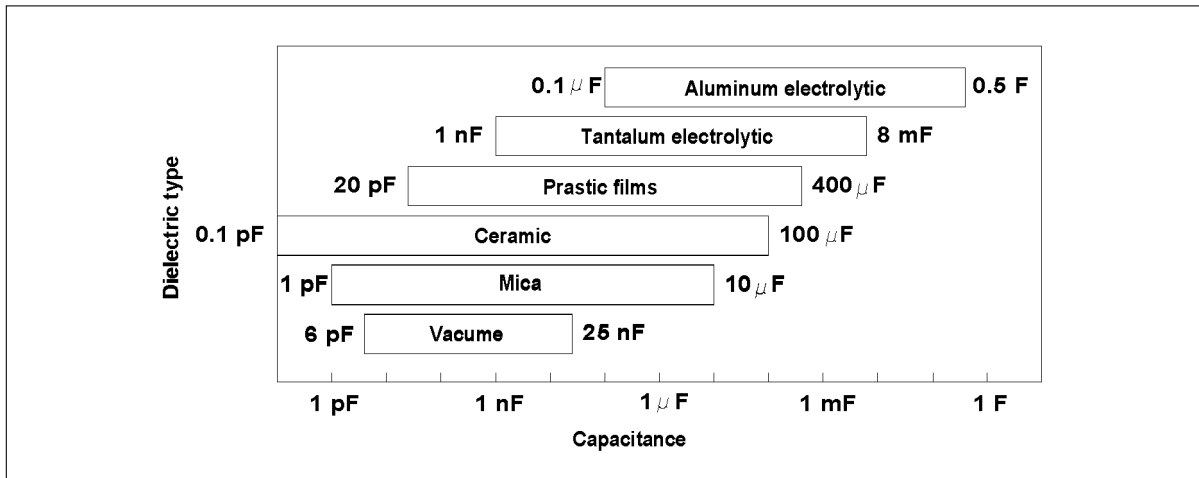 0.1 μF Aluminum electrolytic 0.5 F
1 nF Tantalum electrolytic 8 mF
20 pF Prastic films 400 μF
0.1 pF Ceramic 100 μF
1 pF Mica 10 μF
6 pF Vacume 25 nF
Dielectric type
1 pF 1 nF 1 μF 1 mF 1 F
Capacitance